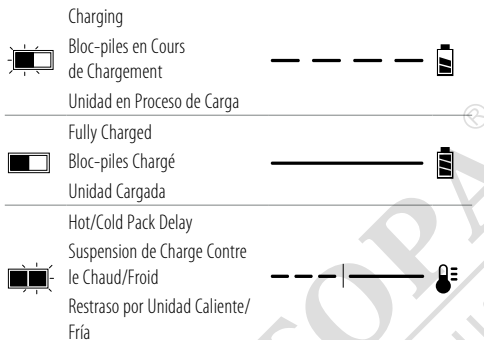 Charging
Bloc-piles en Cours
de Chargement
Unidad en Proceso de Carga
Fully Charged
Bloc-piles Chargé
Unidad Cargada
Hot/Cold Pack Delay
Suspension de Charge Contre
le Chaud/Froid
Restraso por Unidad Caliente/
Fría